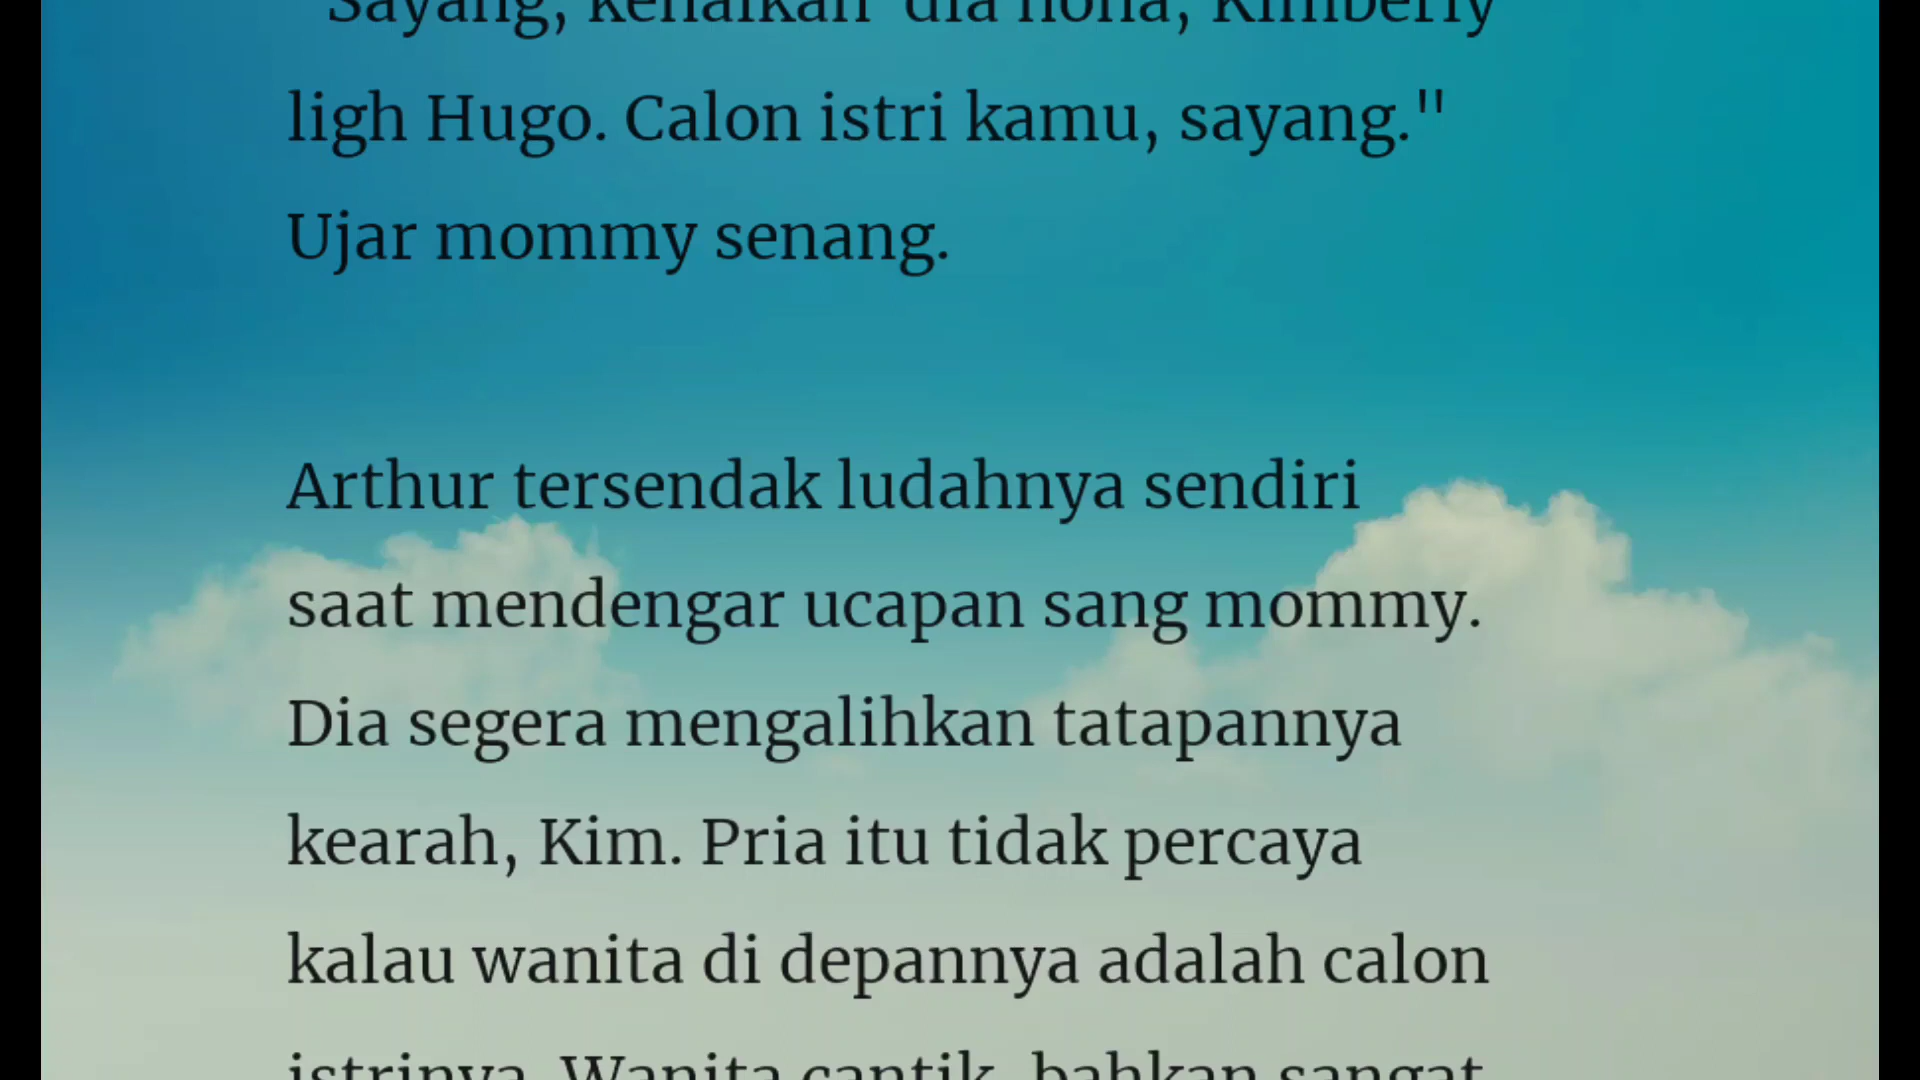 "Sayang, kenalkan dia nona, Kimberly
ligh Hugo. Calon istri kamu, sayang."
Ujar mommy senang.
Arthur tersendak ludahnya sendiri
saat mendengar ucapan sang mommy.
Dia segera mengalihkan tatapannya
kearah, Kim. Pria itu tidak percaya
kalau wanita di depannya adalah calon
istrinya. Wanita cantik, bahkan sangat